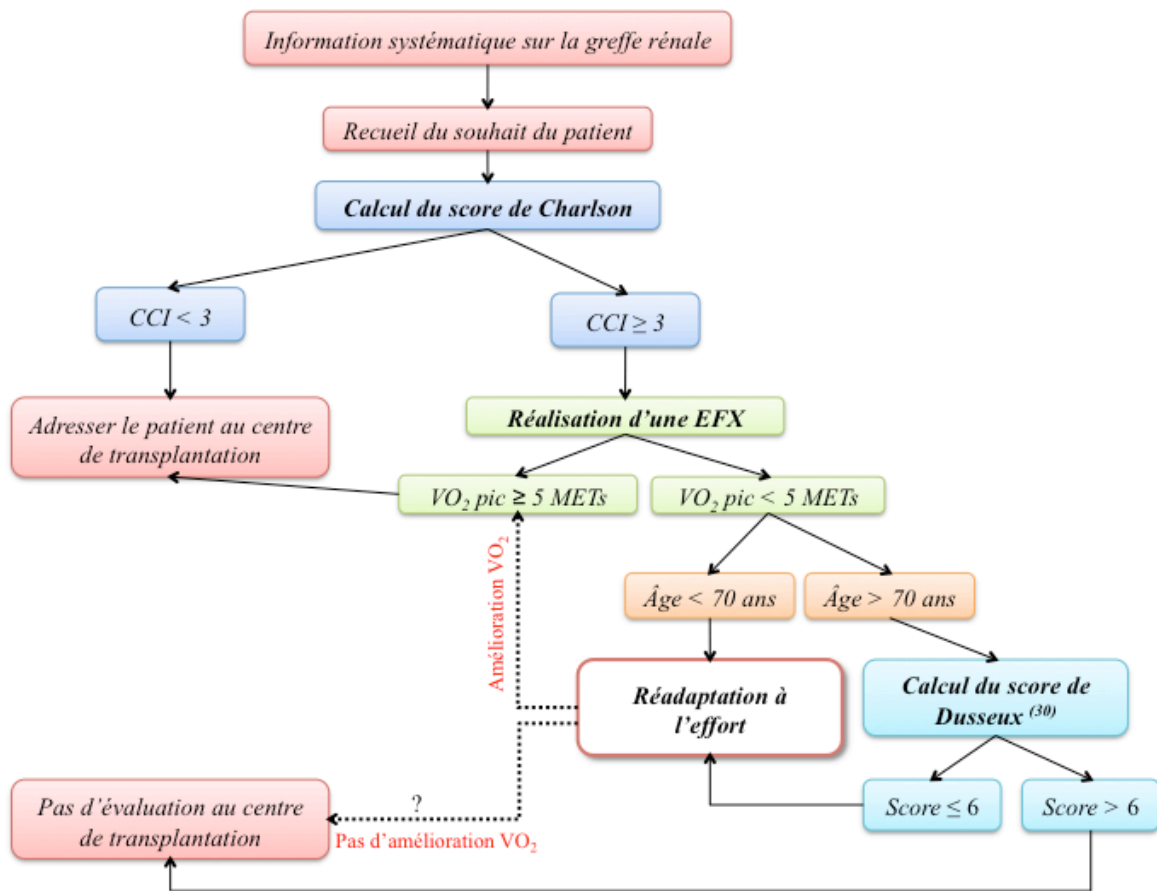 Information systématique sur la greffe rénale
Recueil du souhait du patient
Calcul du score de Charlson
CCI < 3
CCI ≥ 3
Adresser le patient au centre
de transplantation
Réalisation d’une EFX
VO₂ pic ≥ 5 METs
VO₂ pic < 5 METs
Amélioration VO₂
Âge < 70 ans
Âge > 70 ans
Réadaptation à
l’effort
Calcul du score de
Dusseux (30)
Score ≤ 6
Score > 6
Pas d’évaluation au centre
de transplantation
?
Pas d’amélioration VO₂